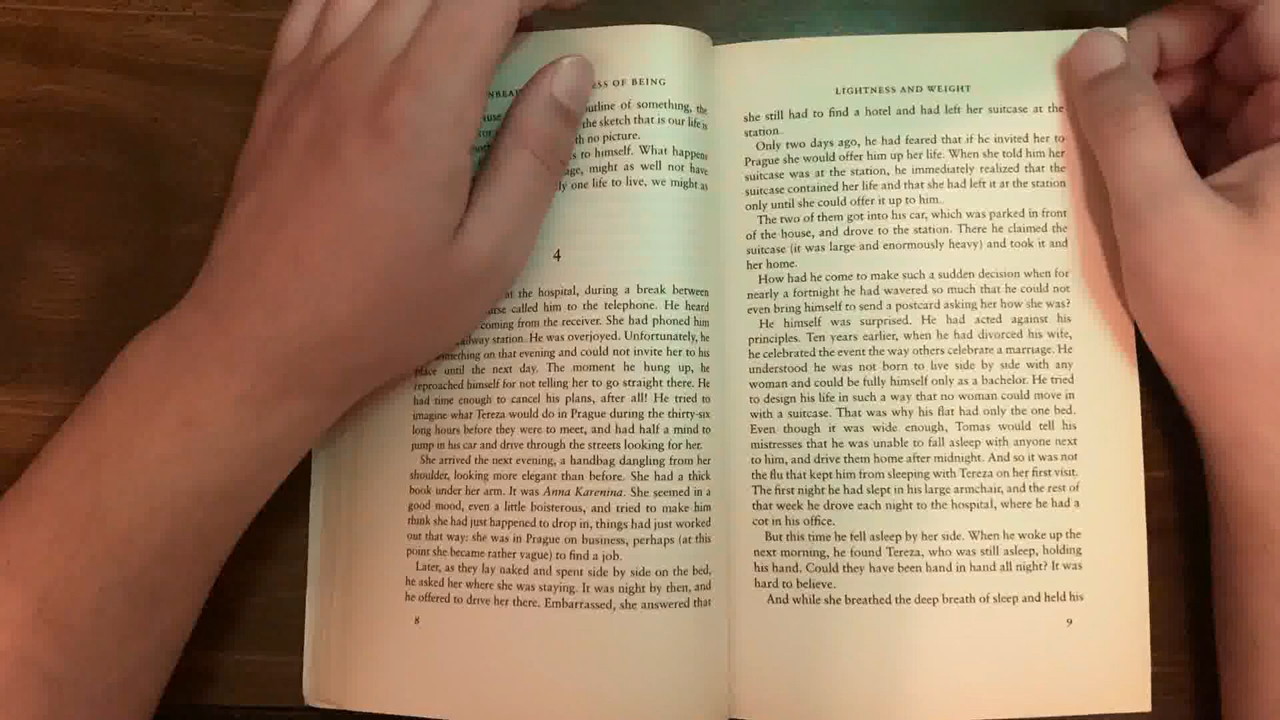 SS OF BEING
utline of something, the
the sketch that is our life is
th no picture.
s to himself. What happens
age, might as well not have
ly one life to live, we might as
4
at the hospital, during a break between
urse called him to the telephone. He heard
coming from the receiver. She had phoned him
ilway station. He was overjoyed. Unfortunately, he
mething on that evening and could not invite her to his
place until the next day. The moment he hung up, he
reproached himself for not telling her to go straight there. He
had time enough to cancel his plans, after all! He tried to
imagine what Tereza would do in Prague during the thirty-six
long hours before they were to meet, and had half a mind to
jump in his car and drive through the streets looking for her.
She arrived the next evening, a handbag dangling from her
shoulder, looking more elegant than before. She had a thick
book under her arm. It was Anna Karenina. She seemed in a
good mood, even a little boisterous, and tried to make him
think she had just happened to drop in, things had just worked
out that way: she was in Prague on business, perhaps (at this
point she became rather vague) to find a job.
Later, as they lay naked and spent side by side on the bed,
he asked her where she was staying. It was night by then, and
he offered to drive her there. Embarrassed, she answered that
8
LIGHTNESS AND WEIGHT
she still had to find a hotel and had left her suitcase at the
station.
Only two days ago, he had feared that if he invited her to
Prague she would offer him up her life. When she told him her
suitcase was at the station, he immediately realized that the
suitcase contained her life and that she had left it at the station
only until she could offer it up to him.
The two of them got into his car, which was parked in front
of the house, and drove to the station. There he claimed the
suitcase (it was large and enormously heavy) and took it and
her home.
How had he come to make such a sudden decision when for
nearly a fortnight he had wavered so much that he could not
even bring himself to send a postcard asking her how she was?
He himself was surprised. He had acted against his
principles. Ten years earlier, when he had divorced his wife,
he celebrated the event the way others celebrate a marriage. He
understood he was not born to live side by side with any
woman and could be fully himself only as a bachelor. He tried
to design his life in such a way that no woman could move in
with a suitcase. That was why his flat had only the one bed.
Even though it was wide enough, Tomas would tell his
mistresses that he was unable to fall asleep with anyone next
to him, and drive them home after midnight. And so it was not
the flu that kept him from sleeping with Tereza on her first visit.
The first night he had slept in his large armchair, and the rest of
that week he drove each night to the hospital, where he had a
cot in his office.
But this time he fell asleep by her side. When he woke up the
next morning, he found Tereza, who was still asleep, holding
his hand. Could they have been hand in hand all night? It was
hard to believe.
And while she breathed the deep breath of sleep and held his
9